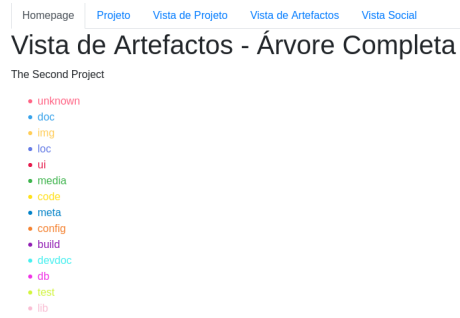 Homepage Projeto Vista de Projeto Vista de Artefactos Vista Social
Vista de Artefactos - Árvore Completa
The Second Project
unknown
doc
img
loc
ui
media
code
meta
config
build
devdoc
db
test
lib